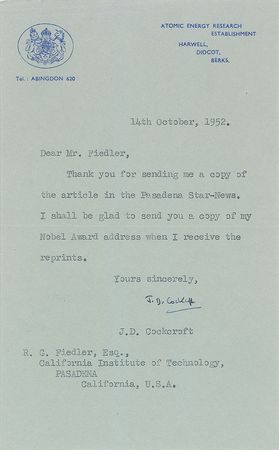 ATOMIC ENERGY RESEARCH
ESTABLISHMENT
HARWELL,
DIDCOT,
BERKS.
Tel: ABINGDON 620
14th October, 1952.
Dear Mr. Fiedler,
Thank you for sending me a copy of
the article in the Pasadena Star-News.
I shall be glad to send you a copy of my
Nobel Award address when I receive the
reprints.
Yours sincerely,
J. D. Cockcroft
J.D. Cockcroft
R. G. Fiedler, Esq.,
California Institute of Technology,
PASADENA
California, U.S.A.